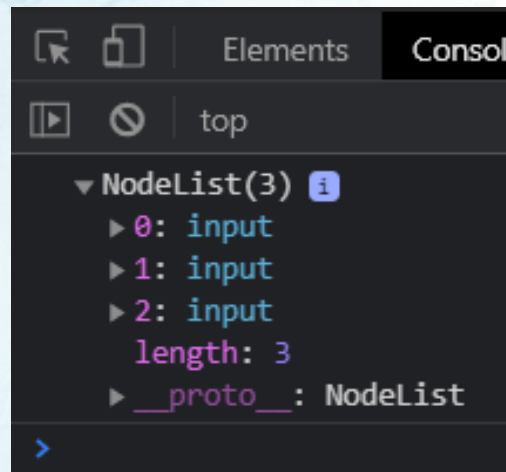 Elements Consol
top
NodeList(3) i
0: input
1: input
2: input
length: 3
__proto__: NodeList